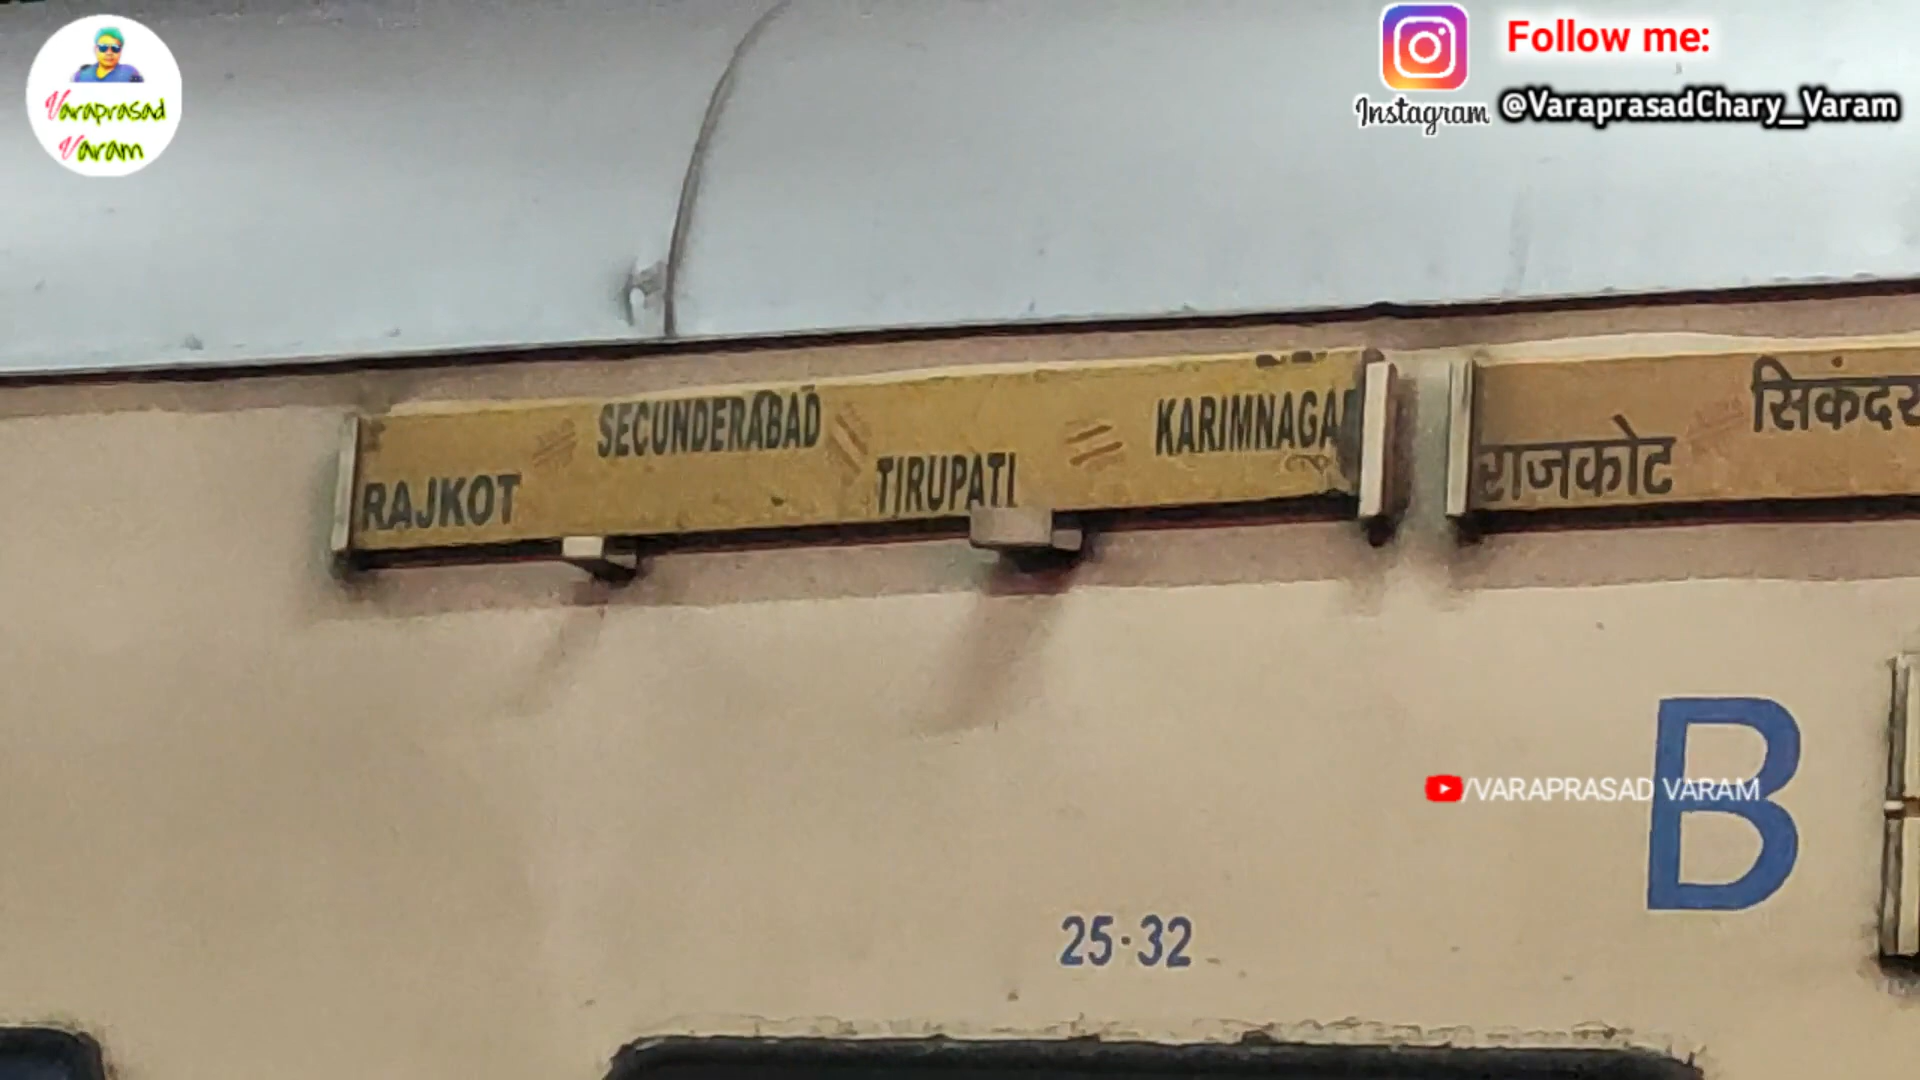 Varaprasad
Varam
Follow me:
Instagram @VaraprasadChary_Varam
RAJKOT SECUNDERABAD TIRUPATI KARIMNAGA
राजकोट
/VARAPRASAD VARAM
B
25-32